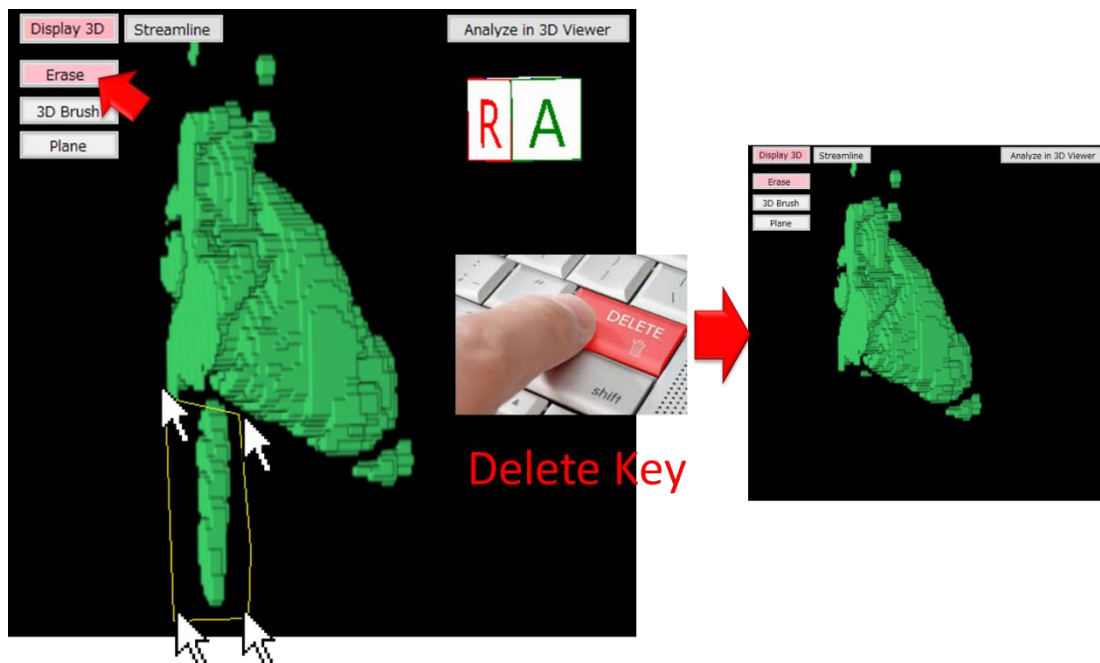 Display 3D
Streamline
Analyze in 3D Viewer
Erase
3D Brush
Plane
R
A
DELETE
shift
Delete Key
Display 3D
Streamline
Analyze in 3D Viewer
Erase
3D Brush
Plane